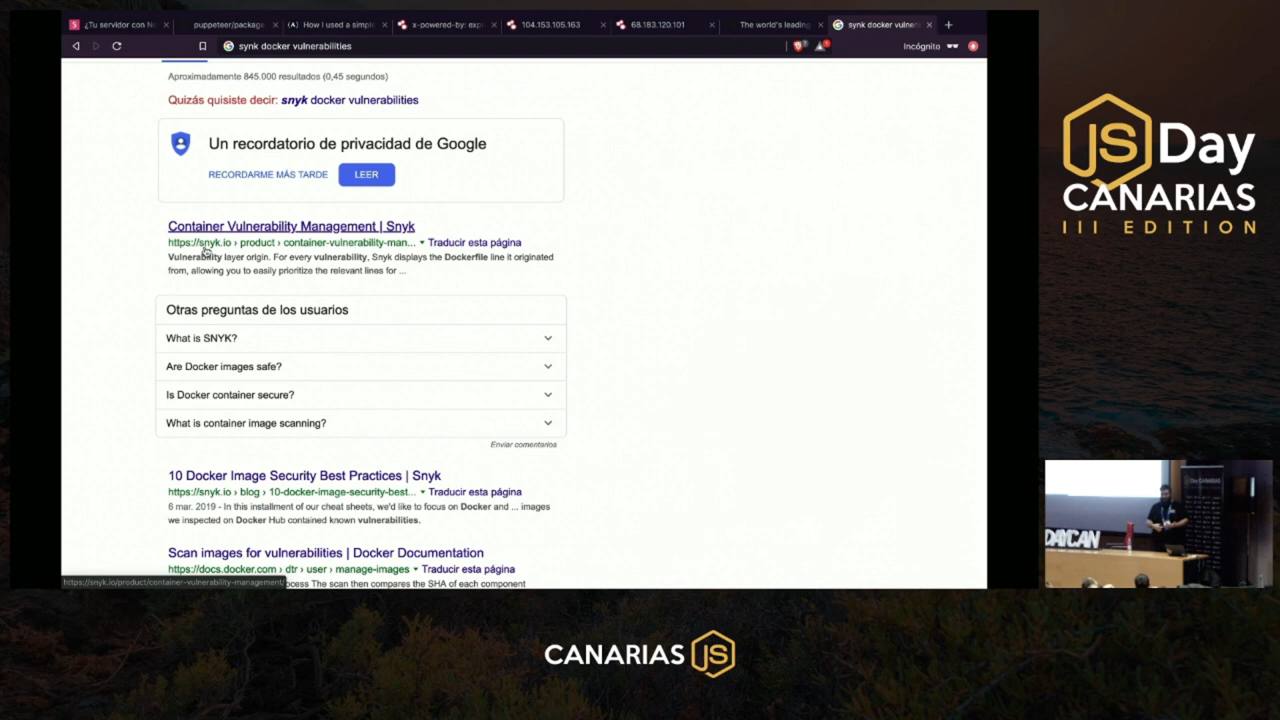 ¿Tu servidor con N
puppeteer/package
How I used a simple
x-powered-by: exp
104.153.105.163
68.183.120.101
The world's leading
synk docker vulner
synk docker vulnerabilities
Incógnito
Aproximadamente 845.000 resultados (0,45 segundos)
Quizás quisiste decir: snyk docker vulnerabilities
Un recordatorio de privacidad de Google
RECORDARME MÁS TARDE
LEER
Container Vulnerability Management | Snyk
https://snyk.io › product › container-vulnerability-man... ▾ Traducir esta página
Vulnerability layer origin. For every vulnerability, Snyk displays the Dockerfile line it originated
from, allowing you to easily prioritize the relevant lines for ...
Otras preguntas de los usuarios
What is SNYK?
Are Docker images safe?
Is Docker container secure?
What is container image scanning?
Enviar comentarios
10 Docker Image Security Best Practices | Snyk
https://snyk.io › blog › 10-docker-image-security-best... ▾ Traducir esta página
6 mar. 2019 - In this installment of our cheat sheets, we'd like to focus on Docker and ... images
we inspected on Docker Hub contained known vulnerabilities.
Scan images for vulnerabilities | Docker Documentation
https://docs.docker.com › dtr › user › manage-images ▾ Traducir esta página
https://snyk.io/product/container-vulnerability-management/
ocess The scan then compares the SHA of each component
JS Day
CANARIAS
III EDITION
DAYCAN
CANARIAS JS